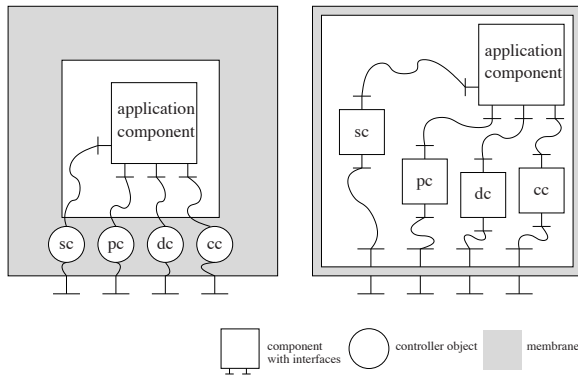 application
component
sc
pc
dc
cc
application
component
sc
pc
dc
cc
component
with interfaces
controller object
membrane